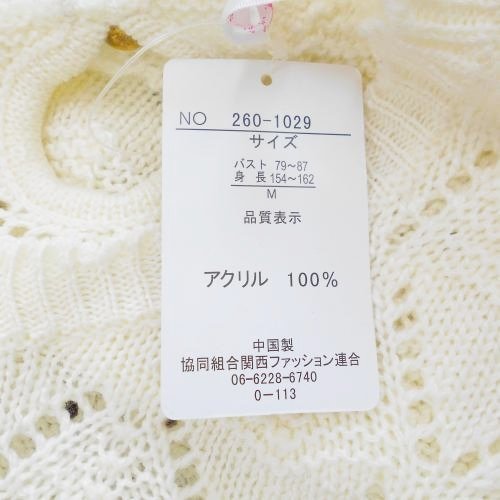 NO 260-1029
サイズ
バスト 79~87
身長 154~162
M
品質表示
アクリル 100%
中国製
協同組合関西ファッション連合
06-6228-6740
0-113